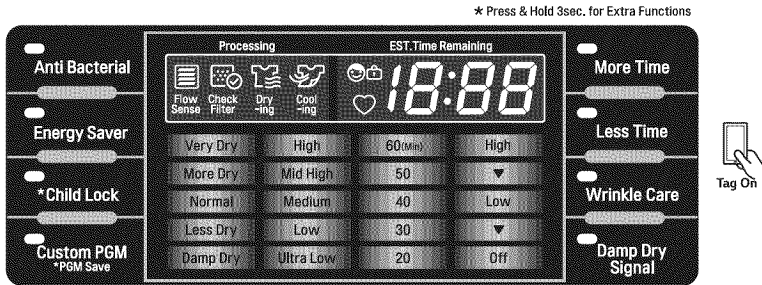 * Press & Hold 3sec. for Extra Functions
Processing
EST.Time Remaining
Anti Bacterial
Energy Saver
*Child Lock
Custom PGM
*PGM Save
Flow
Sense
Check
Filter
Dry
-ing
Cool
-ing
18:88
Very Dry High 60(Min) High
More Dry Mid High 50 ▼
Normal Medium 40 Low
Less Dry Low 30 ▼
Damp Dry Ultra Low 20 Off
More Time
Less Time
Wrinkle Care
Damp Dry
Signal
Tag On